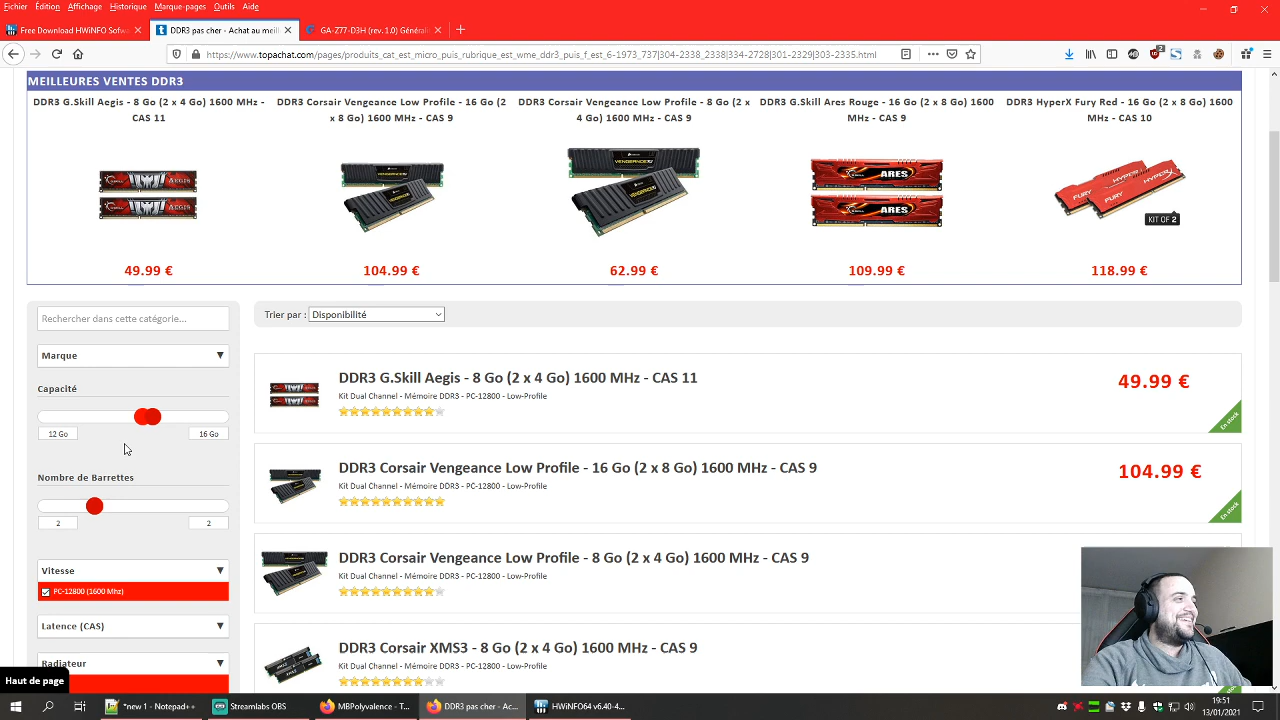 Fichier Édition Affichage Historique Marque-pages Outils Aide
Free Download HWiNFO Sofwa × DDR3 pas cher - Achat au meill × GA-Z77-D3H (rev. 1.0) Générali × +
https://www.topachat.com/pages/produits_cat_est_micro_puis_rubrique_est_wme_ddr3_puis_f_est_6-1973_737|304-2338_2338|334-2728|301-2329|303-2335.html
MEILLEURES VENTES DDR3
DDR3 G.Skill Aegis - 8 Go (2 x 4 Go) 1600 MHz -
CAS 11
49.99 €
DDR3 Corsair Vengeance Low Profile - 16 Go (2
x 8 Go) 1600 MHz - CAS 9
VENGEANCE
104.99 €
DDR3 Corsair Vengeance Low Profile - 8 Go (2 x
4 Go) 1600 MHz - CAS 9
VENGEANCE
62.99 €
DDR3 G.Skill Ares Rouge - 16 Go (2 x 8 Go) 1600
MHz - CAS 9
ARES
ARES
109.99 €
DDR3 HyperX Fury Red - 16 Go (2 x 8 Go) 1600
MHz - CAS 10
FURY HYPERX
FURY HYPERX
KIT OF 2
118.99 €
Rechercher dans cette catégorie...
Marque
Capacité
12 Go 16 Go
Nombre de Barrettes
2 2
Vitesse
PC-12800 (1600 Mhz)
Latence (CAS)
Radiateur
Haut de page
Trier par : Disponibilité
DDR3 G.Skill Aegis - 8 Go (2 x 4 Go) 1600 MHz - CAS 11
Kit Dual Channel - Mémoire DDR3 - PC-12800 - Low-Profile
49.99 €
En stock
DDR3 Corsair Vengeance Low Profile - 16 Go (2 x 8 Go) 1600 MHz - CAS 9
Kit Dual Channel - Mémoire DDR3 - PC-12800 - Low-Profile
104.99 €
En stock
DDR3 Corsair Vengeance Low Profile - 8 Go (2 x 4 Go) 1600 MHz - CAS 9
Kit Dual Channel - Mémoire DDR3 - PC-12800 - Low-Profile
DDR3 Corsair XMS3 - 8 Go (2 x 4 Go) 1600 MHz - CAS 9
Kit Dual Channel - Mémoire DDR3 - PC-12800 - Low-Profile
*new 1 - Notepad++ Streamlabs OBS MBPolyvalence - T... DDR3 pas cher - Ac... HWiNFO64 v6.40-4...
19:51
13/01/2021